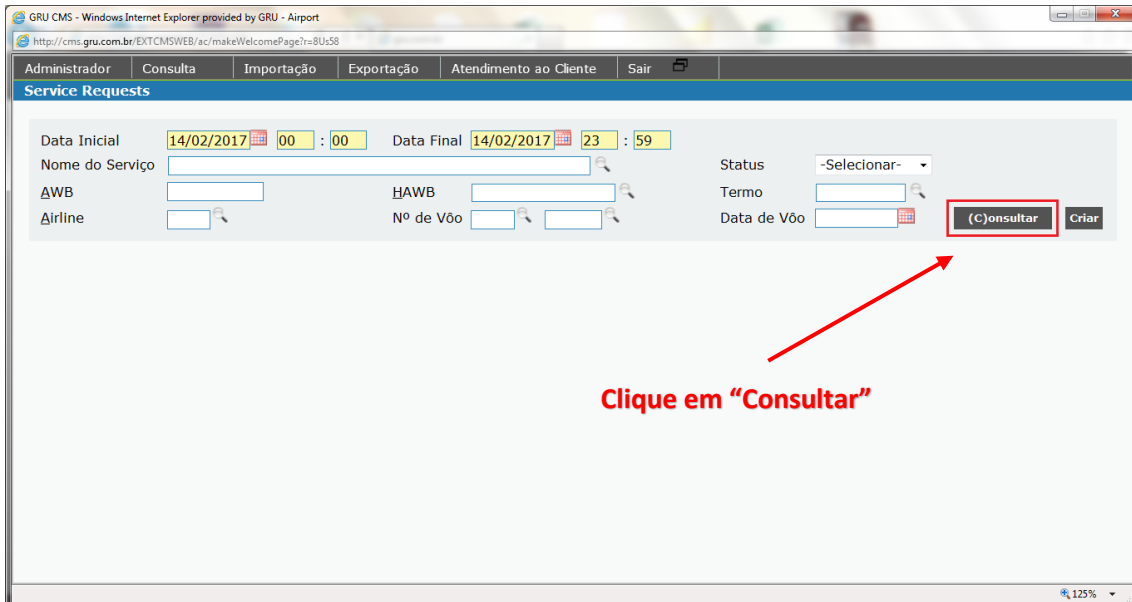 GRU CMS - Windows Internet Explorer provided by GRU - Airport
http://cms.gru.com.br/EXTCMSWEB/ac/makeWelcomePage?r=8Us58
Administrador Consulta Importação Exportação Atendimento ao Cliente Sair
Service Requests
Data Inicial 14/02/2017 00 : 00 Data Final 14/02/2017 23 : 59
Nome do Serviço Status -Selecionar-
AWB HAWB Termo
Airline Nº de Vôo Data de Vôo (C)onsultar Criar
Clique em “Consultar”
125%